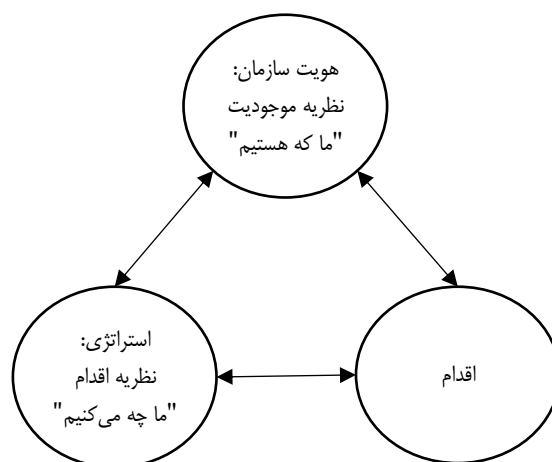 هویت سازمان:
نظریه موجودیت
"ما که هستیم"
استراتژی:
نظریه اقدام
"ما چه می‌کنیم"
اقدام